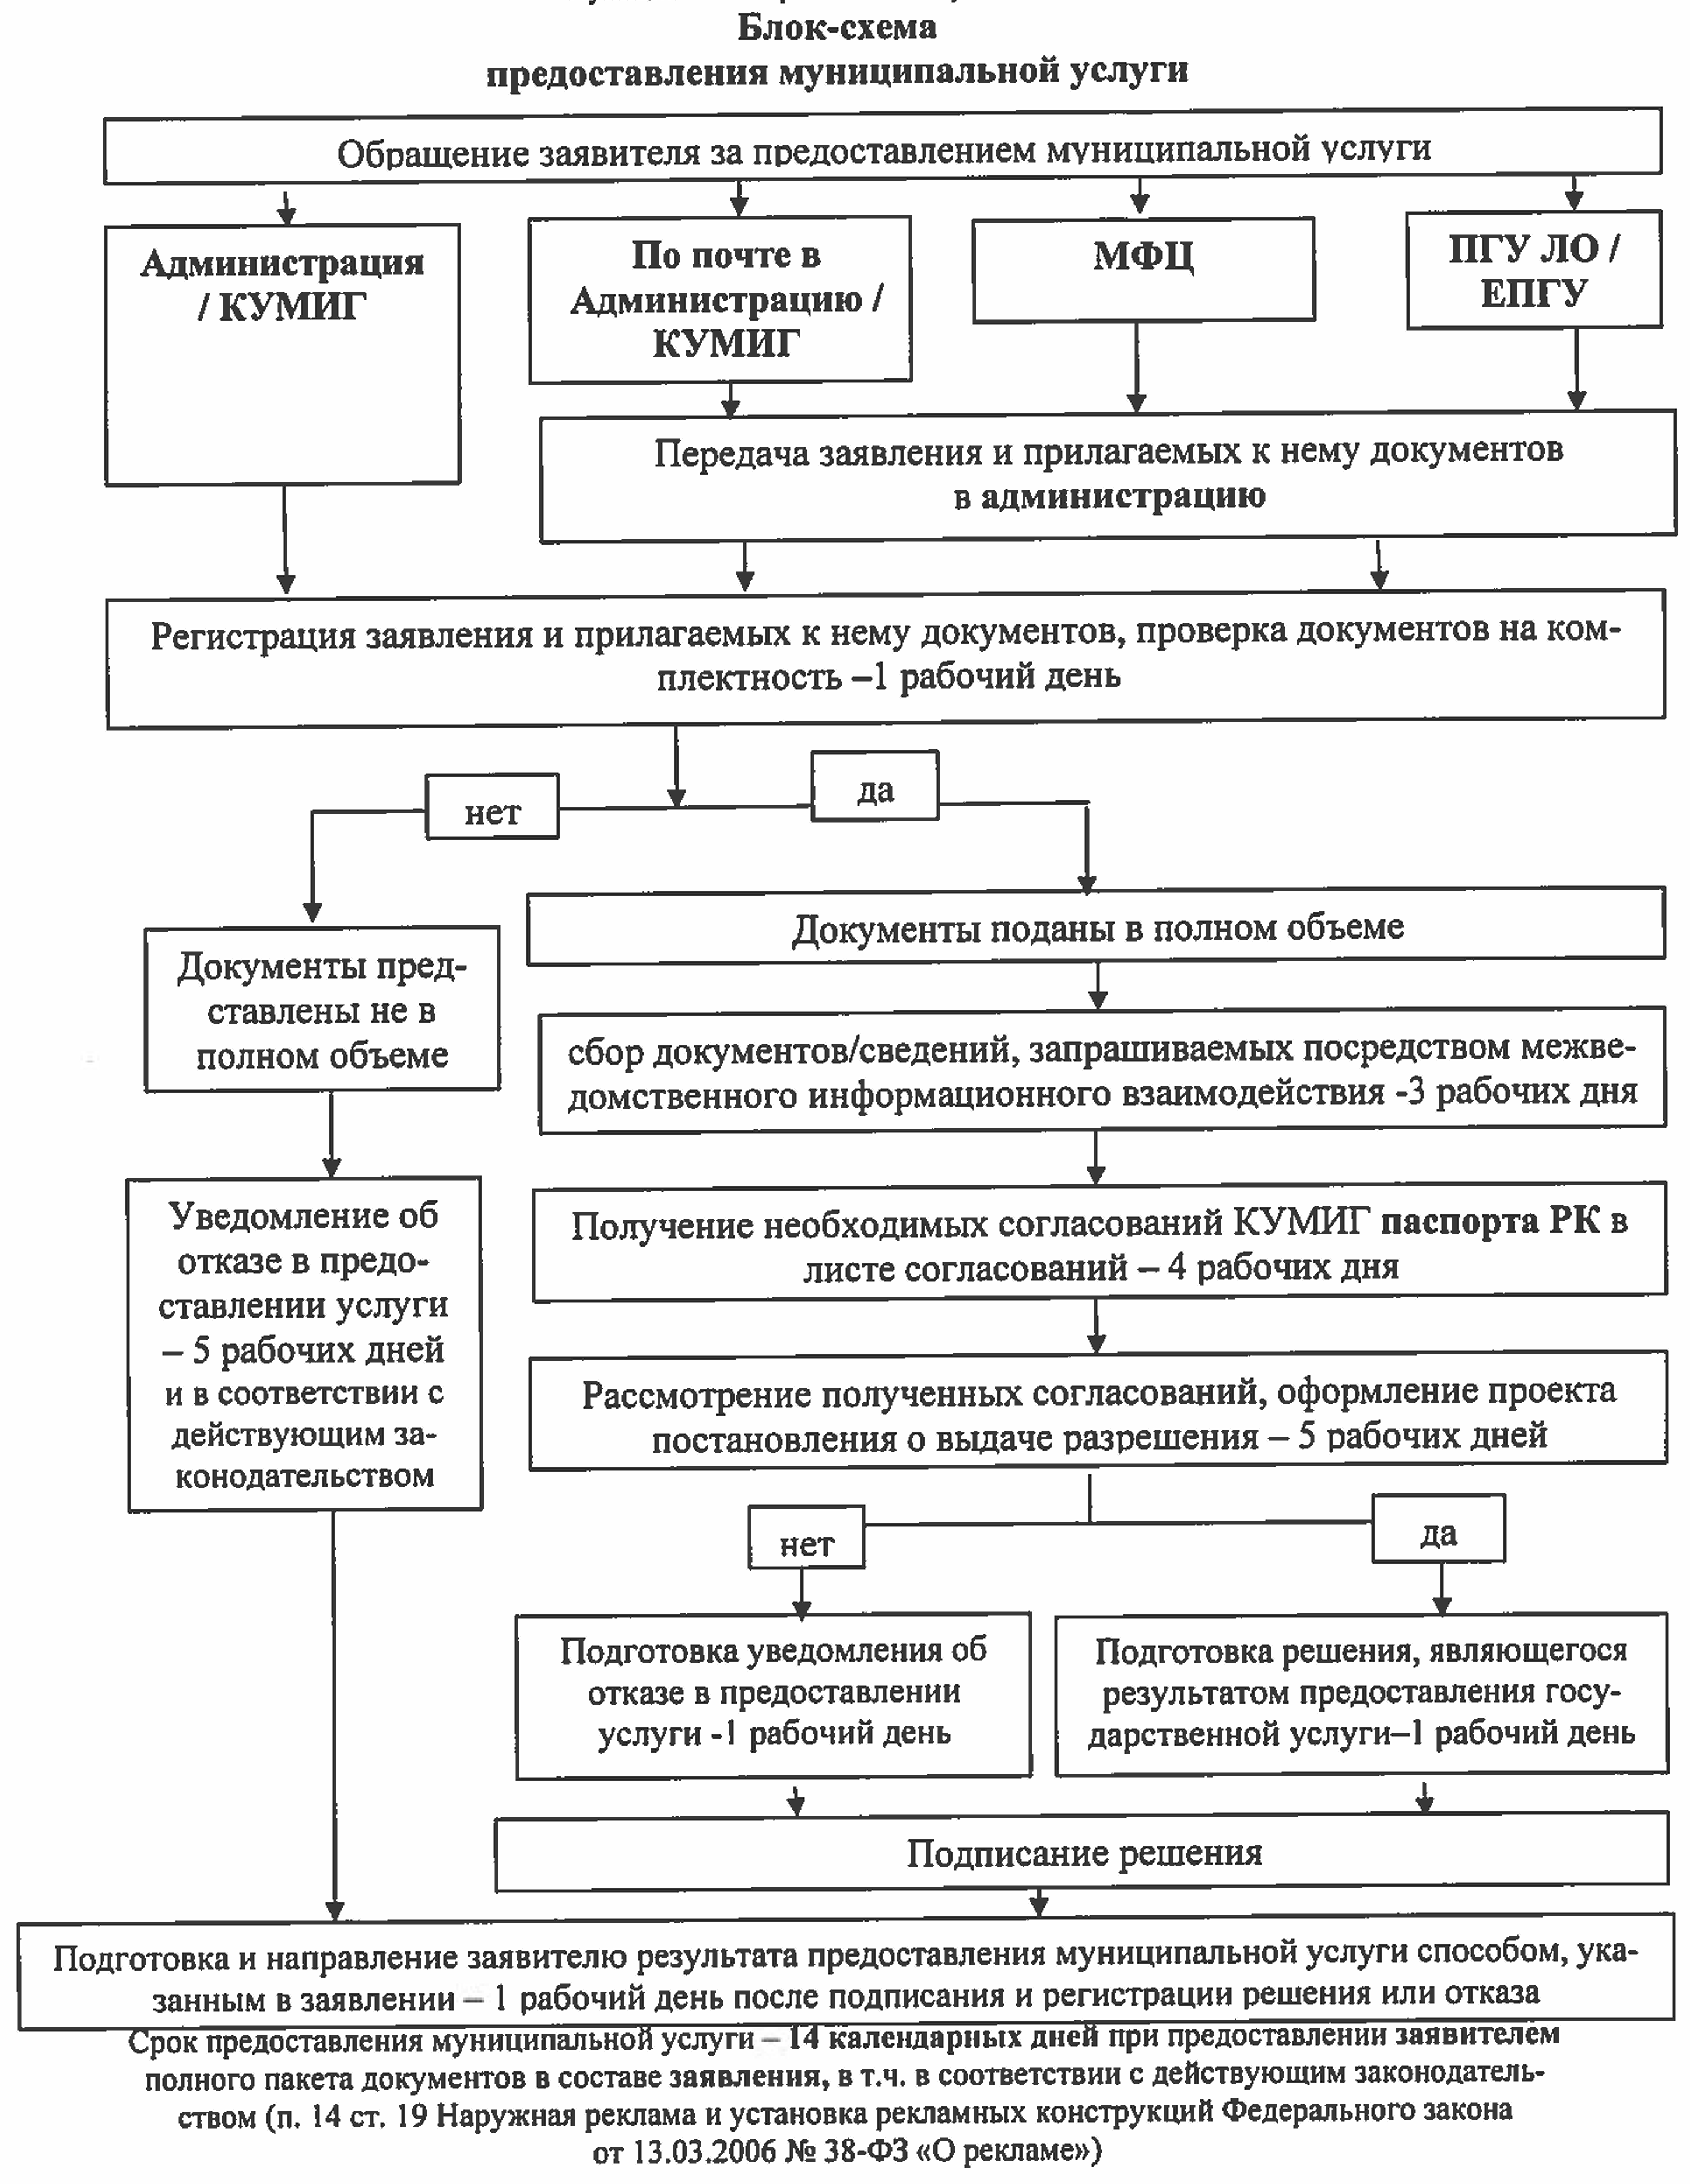 Блок-схема
предоставления муниципальной услуги
Обращение заявителя за предоставлением муниципальной услуги
Администрация
/ КУМИГ
По почте в
Администрацию /
КУМИГ
МФЦ
ПГУ ЛО /
ЕПГУ
Передача заявления и прилагаемых к нему документов
в администрацию
Регистрация заявления и прилагаемых к нему документов, проверка документов на ком-
плектность –1 рабочий день
нет
да
Документы пред-
ставлены не в
полном объеме
Документы поданы в полном объеме
сбор документов/сведений, запрашиваемых посредством межве-
домственного информационного взаимодействия -3 рабочих дня
Уведомление об
отказе в предо-
ставлении услуги
– 5 рабочих дней
и в соответствии с
действующим за-
конодательством
Получение необходимых согласований КУМИГ паспорта РК в
листе согласований – 4 рабочих дня
Рассмотрение полученных согласований, оформление проекта
постановления о выдаче разрешения – 5 рабочих дней
нет
да
Подготовка уведомления об
отказе в предоставлении
услуги -1 рабочий день
Подготовка решения, являющегося
результатом предоставления госу-
дарственной услуги–1 рабочий день
Подписание решения
Подготовка и направление заявителю результата предоставления муниципальной услуги способом, ука-
занным в заявлении – 1 рабочий день после подписания и регистрации решения или отказа
Срок предоставления муниципальной услуги – 14 календарных дней при предоставлении заявителем
полного пакета документов в составе заявления, в т.ч. в соответствии с действующим законодатель-
ством (п. 14 ст. 19 Наружная реклама и установка рекламных конструкций Федерального закона
от 13.03.2006 № 38-ФЗ «О рекламе»)